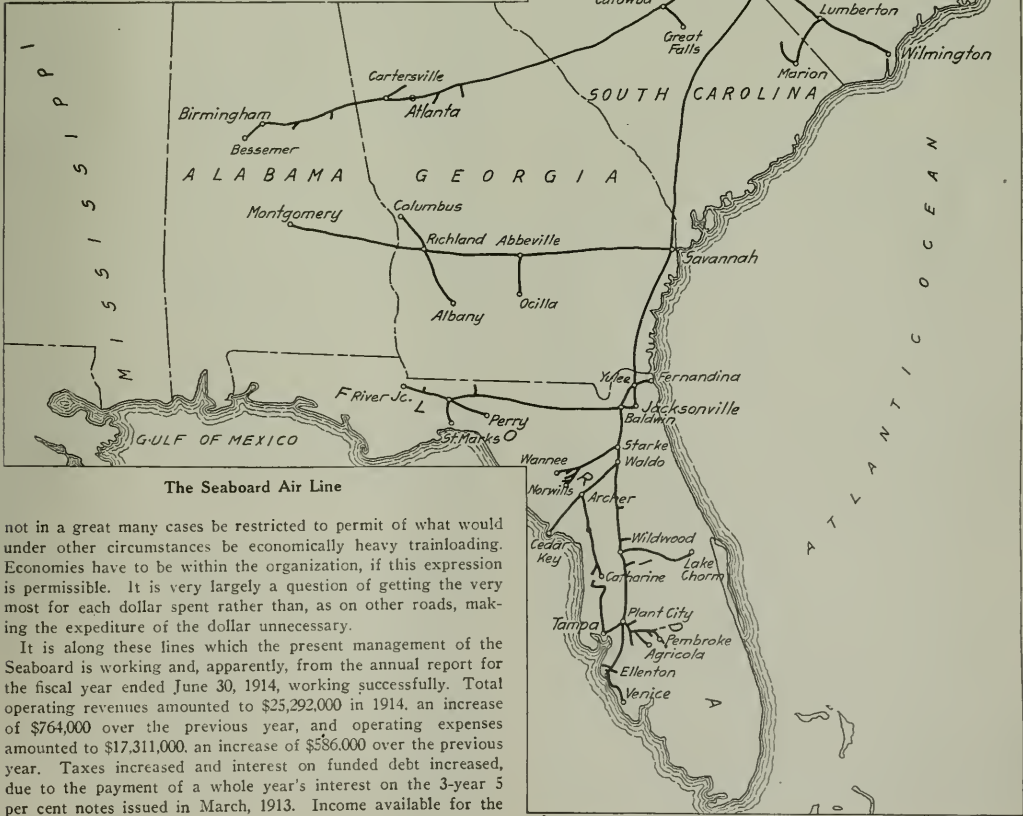 Lumberton
Great
Falls
Wilmington
Marion
Cartersville
SOUTH CAROLINA
Birmingham
Atlanta
Bessemer
MISSISSIPPI
ALABAMA
GEORGIA
ATLANTIC OCEAN
Columbus
Montgomery
Richland Abbeville
Savannah
Albany
Ocilla
Yulee
Fernandina
F River Jc.
L
Jacksonville
Baldwin
Perry
St. Marks O
GULF OF MEXICO
Starke
Wannee
Waldo
R
Norwills
Archer
Cedar
Key
Wildwood
Lake
Charm
Catharine
Plant City
I
D
Tampa
Pembroke
Agricola
Ellenton
Venice
A
The Seaboard Air Line
not in a great many cases be restricted to permit of what would
under other circumstances be economically heavy trainloading.
Economies have to be within the organization, if this expression
is permissible. It is very largely a question of getting the very
most for each dollar spent rather than, as on other roads, mak-
ing the expediture of the dollar unnecessary.
It is along these lines which the present management of the
Seaboard is working and, apparently, from the annual report for
the fiscal year ended June 30, 1914, working successfully. Total
operating revenues amounted to $25,292,000 in 1914, an increase
of $764,000 over the previous year, and operating expenses
amounted to $17,311,000, an increase of $586.000 over the previous
year. Taxes increased and interest on funded debt increased,
due to the payment of a whole year's interest on the 3-year 5
per cent notes issued in March, 1913. Income available for the